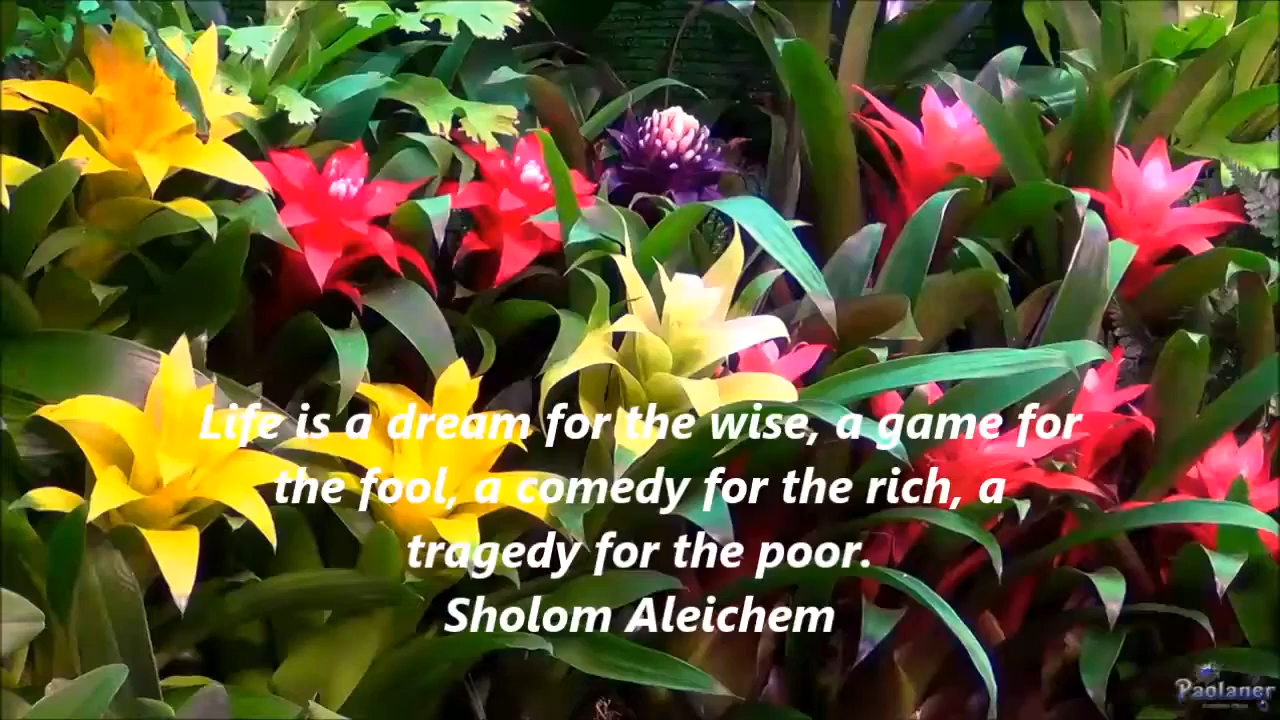 Life is a dream for the wise, a game for
the fool, a comedy for the rich, a
tragedy for the poor.
Sholom Aleichem
Paolaner